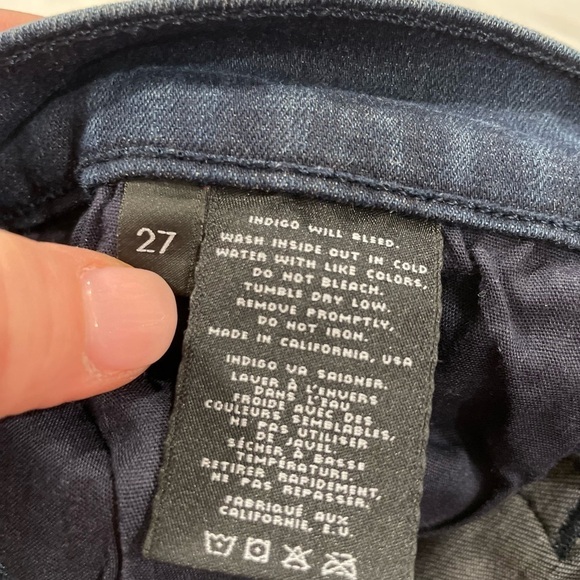 27
INDIGO WILL BLEED.
WASH INSIDE OUT IN COLD
WATER WITH LIKE COLORS,
DO NOT BLEACH.
TUMBLE DRY LOW.
REMOVE PROMPTLY,
DO NOT IRON.
MADE IN CALIFORNIA, USA
INDIGO VA SAIGNER.
LAVER À L'ENVERS
DANS L'EAU
FROIDE AVEC DES
COULEURS SEMBLABLES,
NE PAS UTILISER
DE JAVEL.
SÉCHER À BASSE
TEMPÉRATURE.
RETIRER RAPIDEMENT,
NE PAS REPASSER.
FABRIQUÉ AUX
CALIFORNIE, E.U.